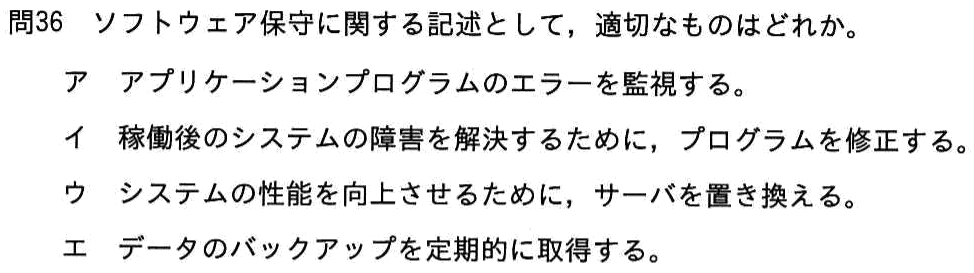 問36 ソフトウェア保守に関する記述として，適切なものはどれか。
ア アプリケーションプログラムのエラーを監視する。
イ 稼働後のシステムの障害を解決するために，プログラムを修正する。
ウ システムの性能を向上させるために，サーバを置き換える。
エ データのバックアップを定期的に取得する。